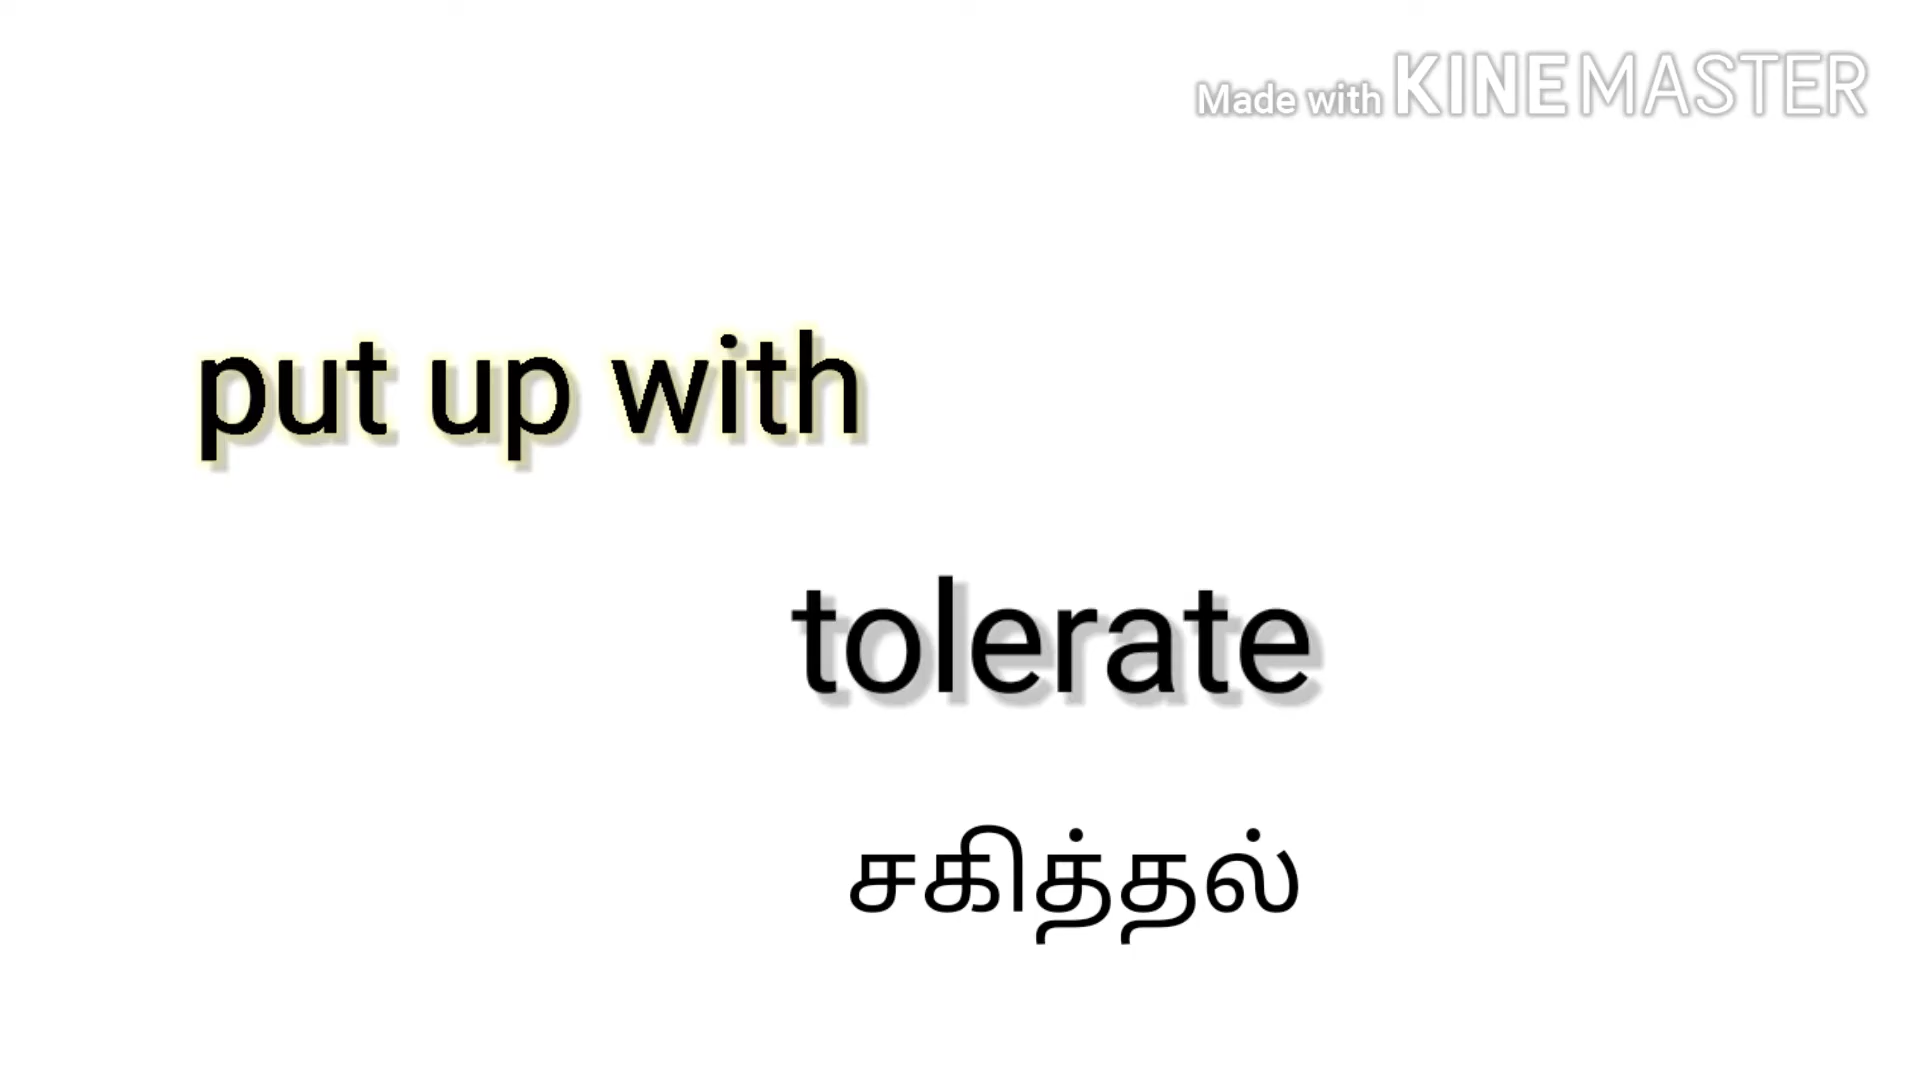 Made with KINEMASTER
put up with
tolerate
சகித்தல்